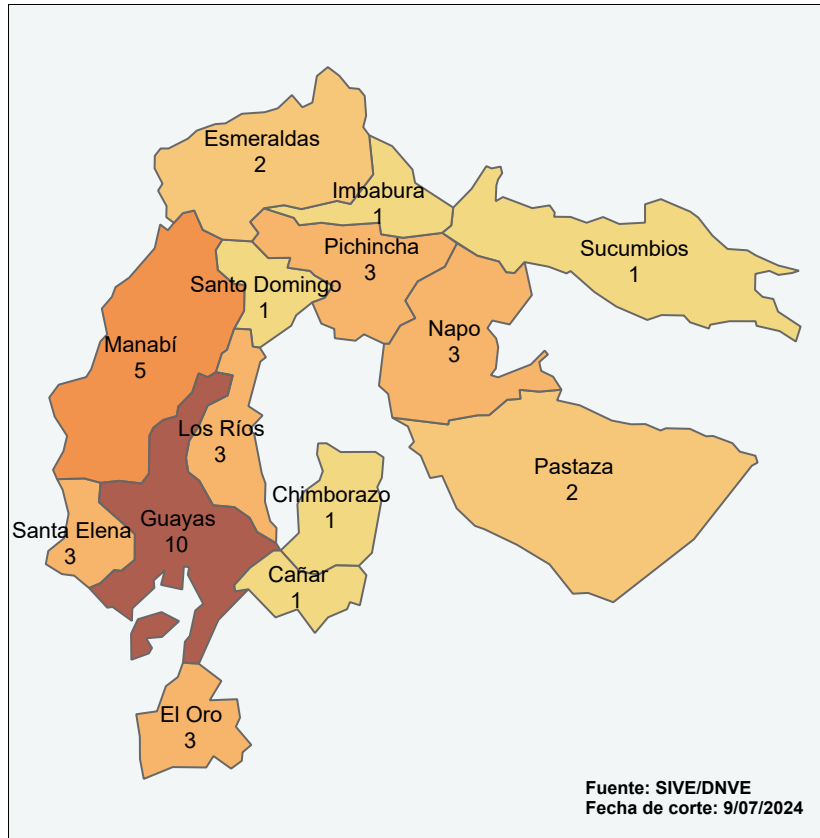 Esmeraldas
2
Imbabura
1
Pichincha
3
Sucumbios
1
Santo Domingo
1
Napo
3
Manabí
5
Los Ríos
3
Pastaza
2
Chimborazo
1
Guayas
10
Santa Elena
3
Cañar
1
El Oro
3
Fuente: SIVE/DNVE
Fecha de corte: 9/07/2024